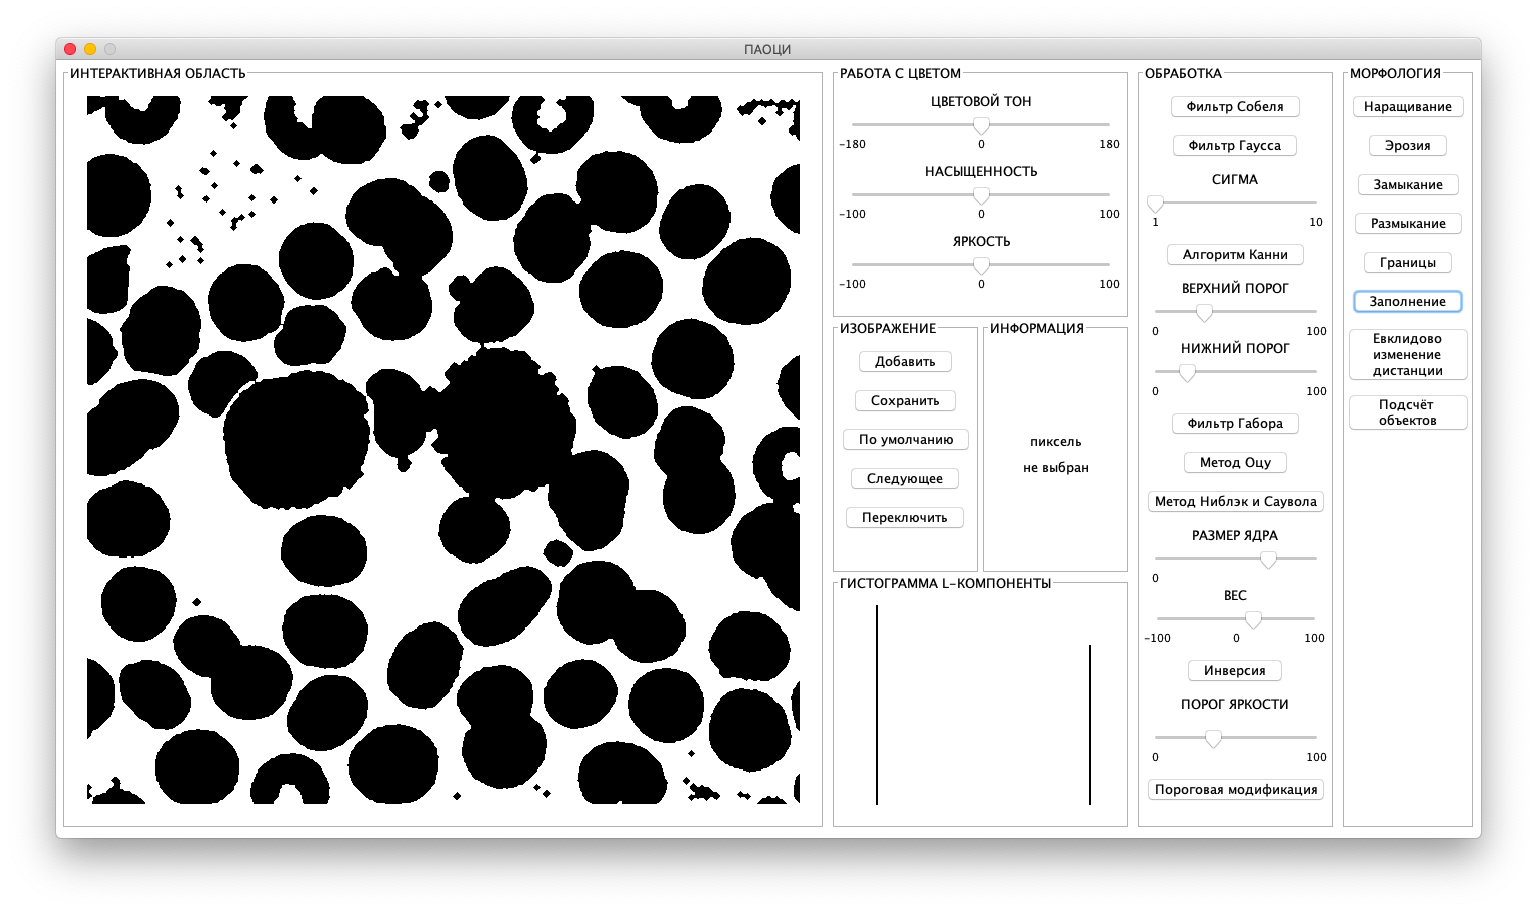 ПАОЦИ
ИНТЕРАКТИВНАЯ ОБЛАСТЬ
РАБОТА С ЦВЕТОМ
ЦВЕТОВОЙ ТОН
-180 0 180
НАСЫЩЕННОСТЬ
-100 0 100
ЯРКОСТЬ
-100 0 100
ИЗОБРАЖЕНИЕ
Добавить
Сохранить
По умолчанию
Следующее
Переключить
ИНФОРМАЦИЯ
пиксель
не выбран
ГИСТОГРАММА L-КОМПОНЕНТЫ
ОБРАБОТКА
Фильтр Собеля
Фильтр Гаусса
СИГМА
1 10
Алгоритм Канни
ВЕРХНИЙ ПОРОГ
0 100
НИЖНИЙ ПОРОГ
0 100
Фильтр Габора
Метод Оцу
Метод Ниблэк и Саувола
РАЗМЕР ЯДРА
0
ВЕС
-100 0 100
Инверсия
ПОРОГ ЯРКОСТИ
0 100
Пороговая модификация
МОРФОЛОГИЯ
Наращивание
Эрозия
Замыкание
Размыкание
Границы
Заполнение
Евклидово
изменение
дистанции
Подсчёт
объектов